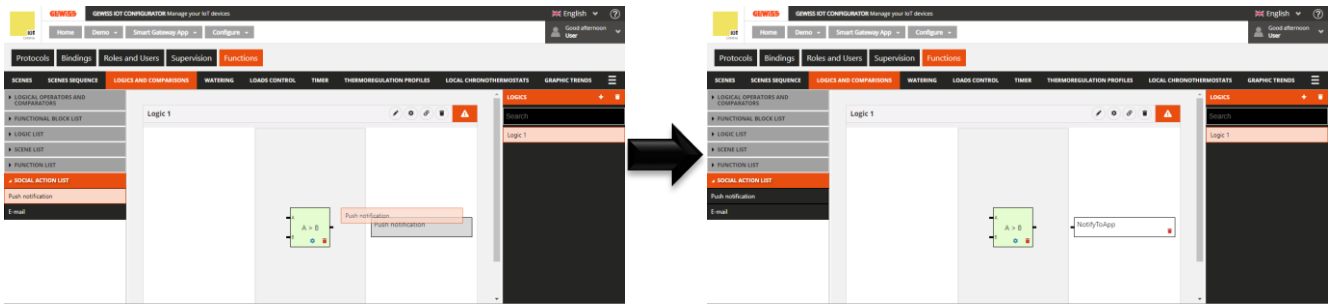 GEWISS GEWISS IOT CONFIGURATOR Manage your IoT devices English ?
IOT Home Demo Smart Gateway App Configure Good afternoon
User
Protocols Bindings Roles and Users Supervision Functions
SCENES SCENES SEQUENCE LOGICS AND COMPARISONS WATERING LOADS CONTROL TIMER THERMOREGULATION PROFILES LOCAL CHRONOTHERMOSTATS GRAPHIC TRENDS
LOGICAL OPERATORS AND
COMPARATORS
FUNCTIONAL BLOCK LIST
LOGIC LIST
SCENE LIST
FUNCTION LIST
SOCIAL ACTION LIST
Push notification
E-mail
Logic 1
A
A > B
B
Push notification
Push notification
LOGICS +
Search
Logic 1
GEWISS GEWISS IOT CONFIGURATOR Manage your IoT devices English ?
IOT Home Demo Smart Gateway App Configure Good afternoon
User
Protocols Bindings Roles and Users Supervision Functions
SCENES SCENES SEQUENCE LOGICS AND COMPARISONS WATERING LOADS CONTROL TIMER THERMOREGULATION PROFILES LOCAL CHRONOTHERMOSTATS GRAPHIC TRENDS
LOGICAL OPERATORS AND
COMPARATORS
FUNCTIONAL BLOCK LIST
LOGIC LIST
SCENE LIST
FUNCTION LIST
SOCIAL ACTION LIST
Push notification
E-mail
Logic 1
A
A > B
B
NotifyToApp
LOGICS +
Search
Logic 1